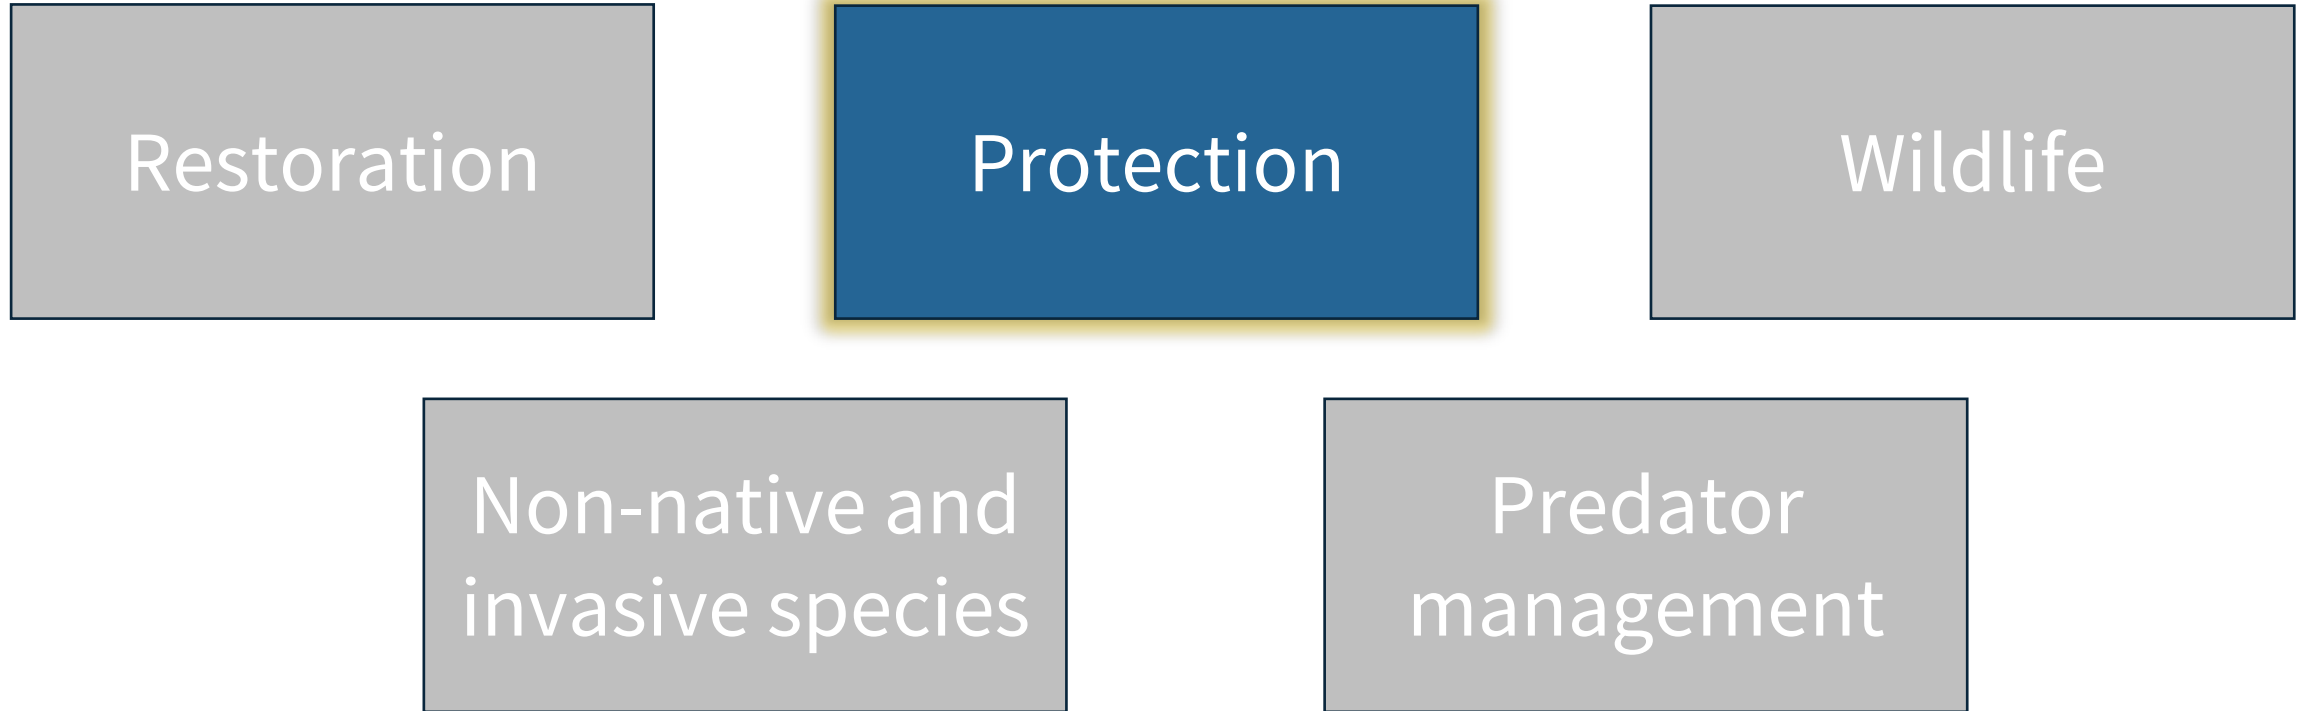 Restoration
Protection
Wildlife
Non-native and
invasive species
Predator
management